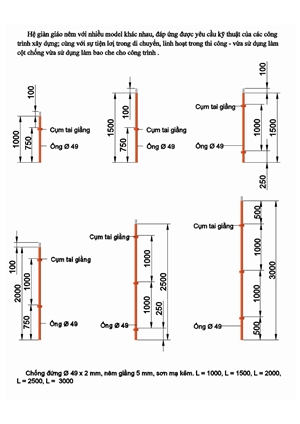 Hệ giàn giáo nêm với nhiều model khác nhau, đáp ứng được yêu cầu kỹ thuật của các công
trình xây dựng; cùng với sự tiện lợi trong di chuyển, linh hoạt trong thi công - vừa sử dụng làm
cột chống vừa sử dụng làm bao che cho công trình .
100
1000
750
Cụm tai giằng
Ống Ø 49
100
1500
1000
750
Cụm tai giằng
Ống Ø 49
100
Cụm tai giằng
1000
1500
Ống Ø 49
250
100
2000
1000
750
Cụm tai giằng
Ống Ø 49
Cụm tai giằng
1000
1000
250
2500
Ống Ø 49
Cụm tai giằng
500
1000
1000
500
3000
Ống Ø 49
Chống đứng Ø 49 x 2 mm, nêm giằng 5 mm, sơn mạ kẽm. L = 1000, L = 1500, L = 2000,
L = 2500, L = 3000